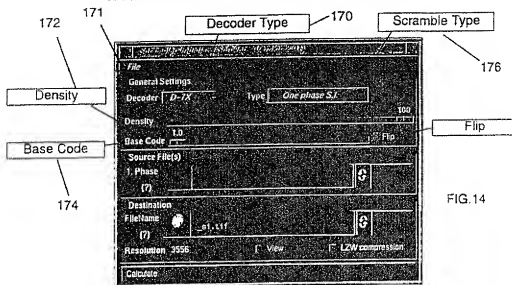 171
172
Decoder Type
170
Scramble Type
176
File
General Settings
Decoder D-7X Type One phase S.I.
Density
Density 100
1.0
Base Code Flip
Flip
Base Code
174
Source File(s)
1. Phase
(?)
Destination
FileName
_o1.tif
(?)
FIG.14
Resolution 3556 View LZW compression
Calculate